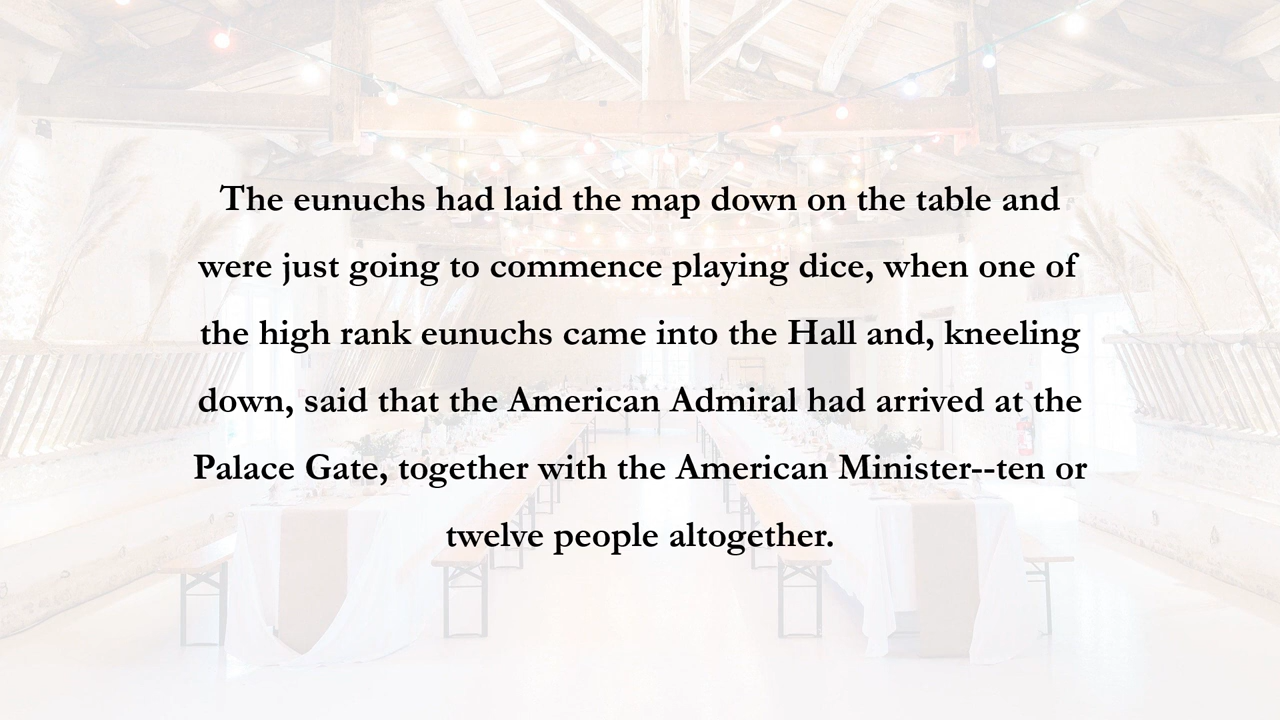 The eunuchs had laid the map down on the table and
were just going to commence playing dice, when one of
the high rank eunuchs came into the Hall and, kneeling
down, said that the American Admiral had arrived at the
Palace Gate, together with the American Minister--ten or
twelve people altogether.